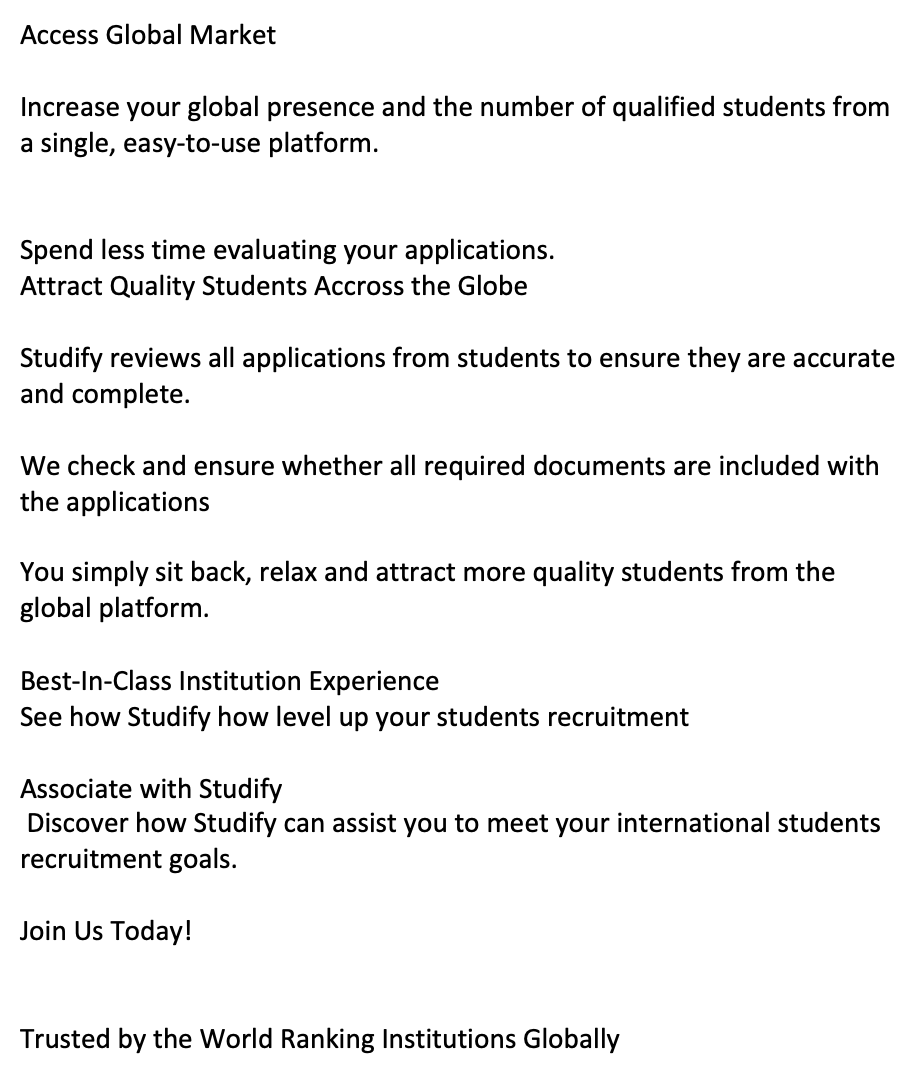 Access Global Market
Increase your global presence and the number of qualified students from
a single, easy-to-use platform.
Spend less time evaluating your applications.
Attract Quality Students Accross the Globe
Studify reviews all applications from students to ensure they are accurate
and complete.
We check and ensure whether all required documents are included with
the applications
You simply sit back, relax and attract more quality students from the
global platform.
Best-In-Class Institution Experience
See how Studify how level up your students recruitment
Associate with Studify
Discover how Studify can assist you to meet your international students
recruitment goals.
Join Us Today!
Trusted by the World Ranking Institutions Globally